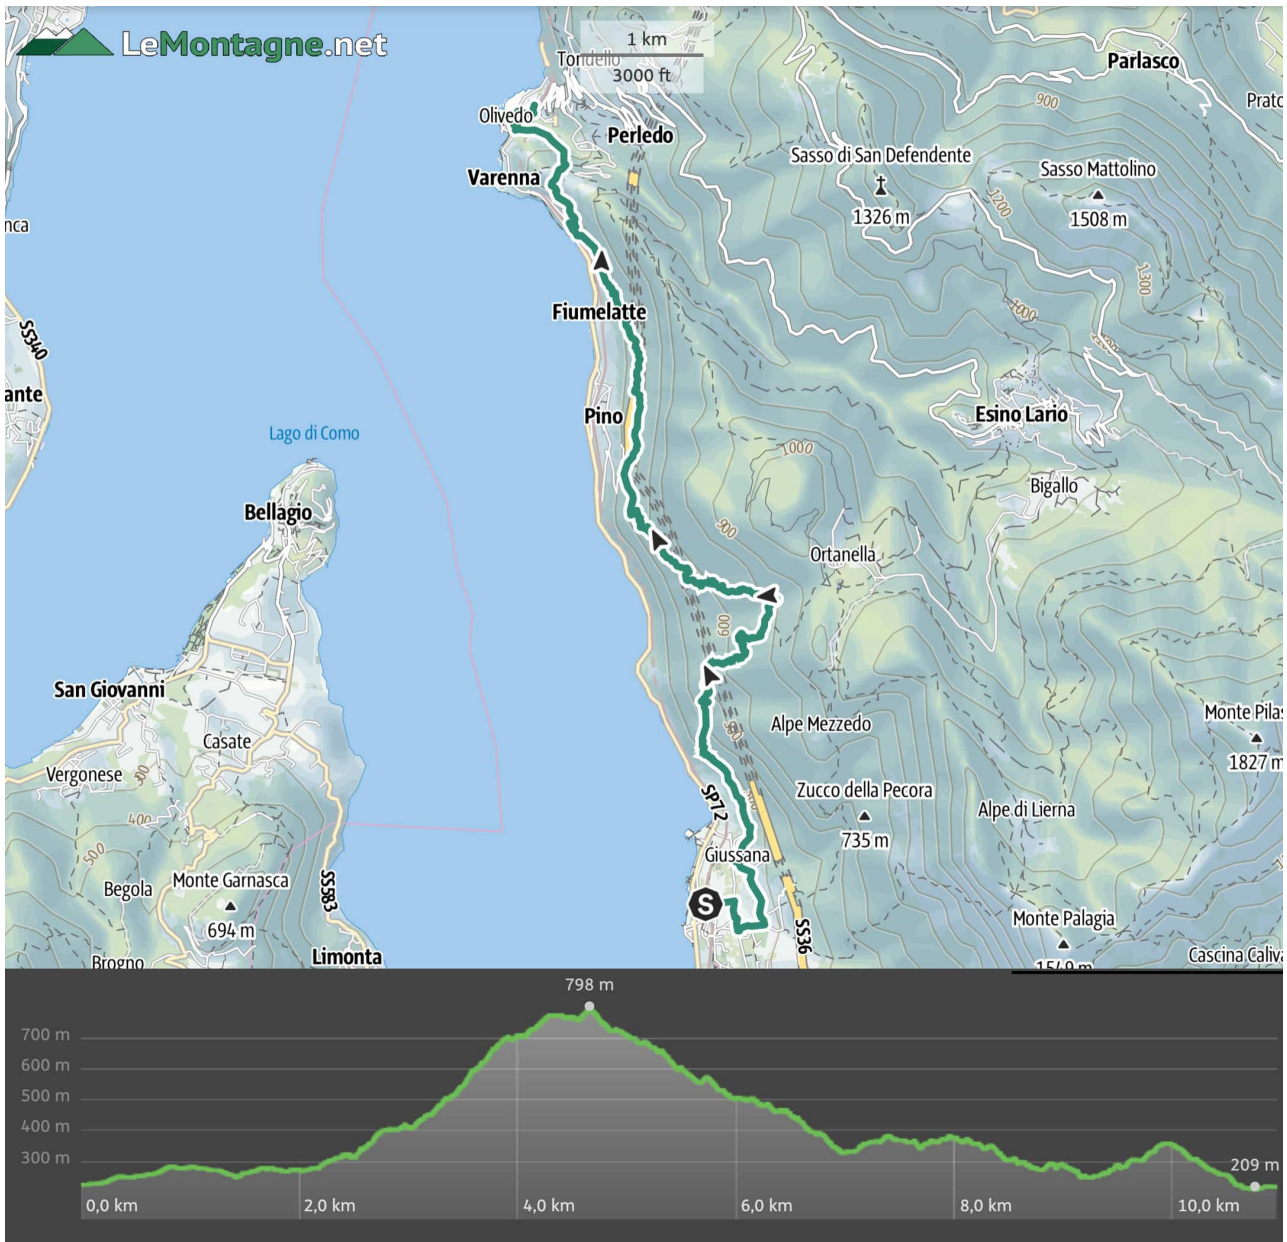 LeMontagne.net
1 km
3000 ft
Tondello
Parlasco
900
Prato
Olivedo
Perledo
Sasso di San Defendente
1326 m
Sasso Mattolino
1508 m
1200
Varenna
nca
1300
1000
Fiumelatte
SS340
ante
Pino
Esino Lario
Lago di Como
1000
Bigallo
Bellagio
900
Ortanella
600
San Giovanni
Casate
Vergonese
Alpe Mezzedo
Monte Pilas
1827 m
SP72
Zucco della Pecora
735 m
Alpe di Lierna
400
500
Giussana
Begola
Monte Garnasca
694 m
SS583
S
SS36
Monte Palagia
1549 m
Brogno
Limonta
Cascina Caliva
798 m
700 m
600 m
500 m
400 m
300 m
209 m
0,0 km
2,0 km
4,0 km
6,0 km
8,0 km
10,0 km